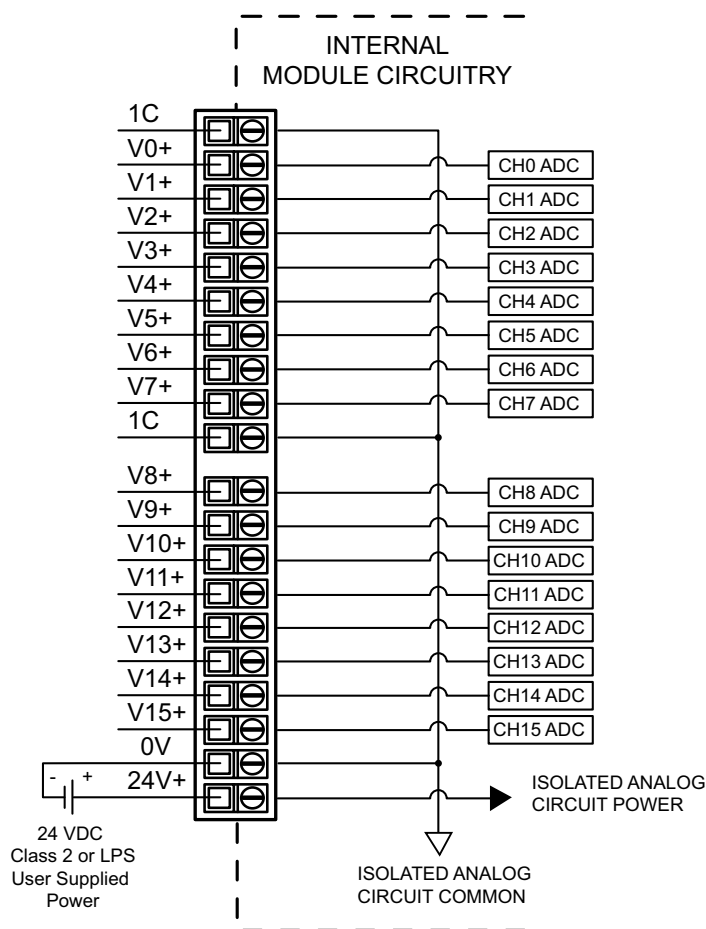 INTERNAL
MODULE CIRCUITRY
1C
V0+
CH0 ADC
V1+
CH1 ADC
V2+
CH2 ADC
V3+
CH3 ADC
V4+
CH4 ADC
V5+
CH5 ADC
V6+
CH6 ADC
V7+
CH7 ADC
1C
V8+
CH8 ADC
V9+
CH9 ADC
V10+
CH10 ADC
V11+
CH11 ADC
V12+
CH12 ADC
V13+
CH13 ADC
V14+
CH14 ADC
V15+
CH15 ADC
0V
- +
24V+
ISOLATED ANALOG
CIRCUIT POWER
24 VDC
Class 2 or LPS
User Supplied
Power
ISOLATED ANALOG
CIRCUIT COMMON